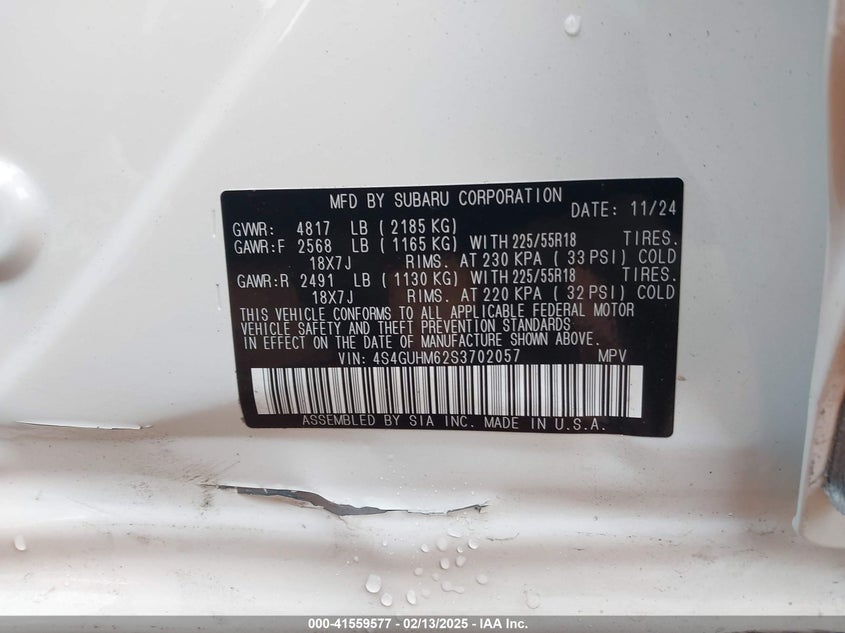 MFD BY SUBARU CORPORATION
DATE: 11/24
GVWR: 4817 LB ( 2185 KG)
GAWR:F 2568 LB ( 1165 KG) WITH 225/55R18 TIRES.
18X7J RIMS. AT 230 KPA ( 33 PSI) COLD
GAWR:R 2491 LB ( 1130 KG) WITH 225/55R18 TIRES.
18X7J RIMS. AT 220 KPA ( 32 PSI) COLD
THIS VEHICLE CONFORMS TO ALL APPLICABLE FEDERAL MOTOR
VEHICLE SAFETY AND THEFT PREVENTION STANDARDS
IN EFFECT ON THE DATE OF MANUFACTURE SHOWN ABOVE.
VIN: 4S4GUHM62S3702057 MPV
ASSEMBLED BY SIA INC. MADE IN U.S.A.
000-41559577 - 02/13/2025 - IAA Inc.